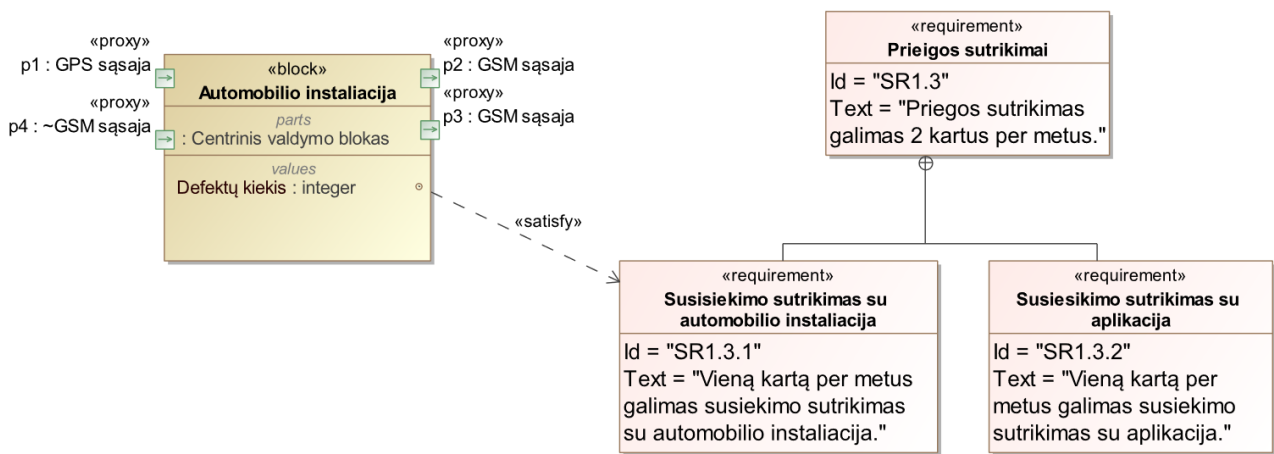 «proxy»
p1 : GPS sąsaja
«proxy»
p4 : ~GSM sąsaja
«block»
Automobilio instaliacija
parts
: Centrinis valdymo blokas
values
Defektų kiekis : integer
«proxy»
p2 : GSM sąsaja
«proxy»
p3 : GSM sąsaja
«satisfy»
«requirement»
Prieigos sutrikimai
Id = "SR1.3"
Text = "Priegos sutrikimas
galimas 2 kartus per metus."
«requirement»
Susisiekimo sutrikimas su
automobilio instaliacija
Id = "SR1.3.1"
Text = "Vieną kartą per metus
galimas susiekimo sutrikimas
su automobilio instaliacija."
«requirement»
Susiesikimo sutrikimas su
aplikacija
Id = "SR1.3.2"
Text = "Vieną kartą per
metus galimas susiekimo
sutrikimas su aplikacija."